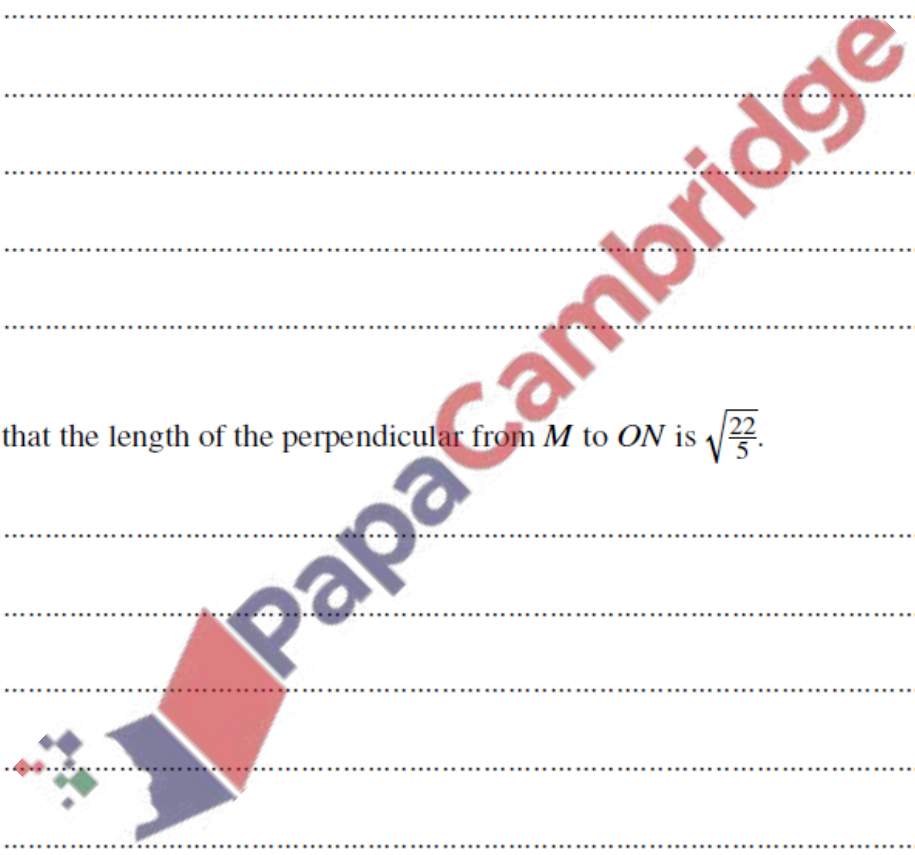 that the length of the perpendicular from M to ON is √22/5.
PapaCambridge